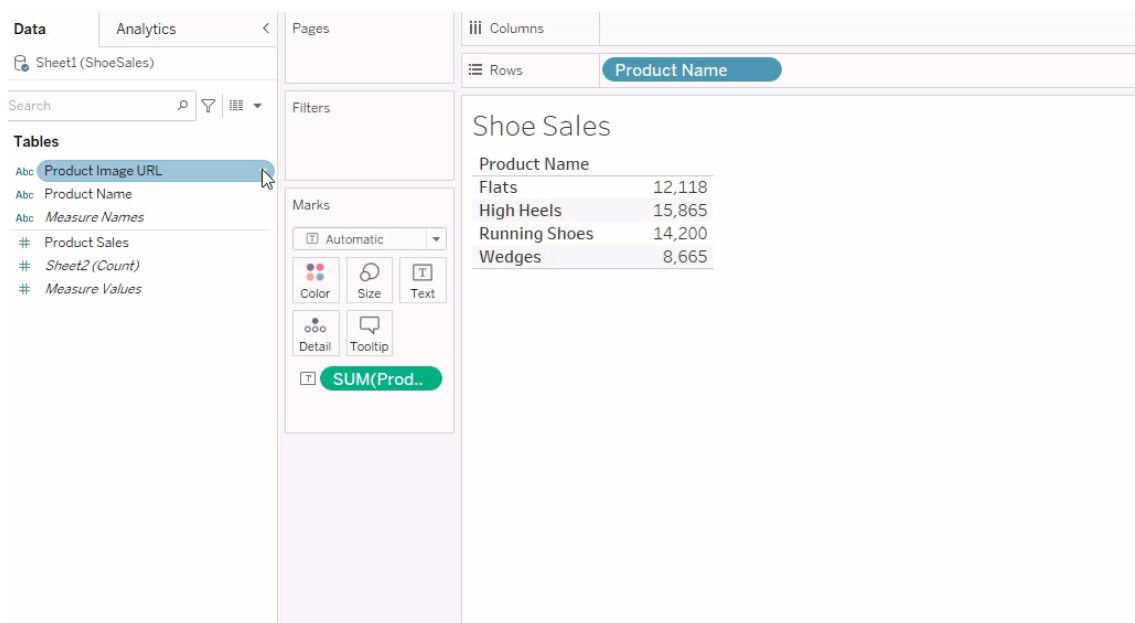 Data Analytics <
Sheet1 (ShoeSales)
Search
Tables
Abc Product Image URL
Abc Product Name
Abc Measure Names
# Product Sales
# Sheet2 (Count)
# Measure Values
Pages
Filters
Marks
T Automatic
Color Size T Text
Detail Tooltip
T SUM(Prod..
iii Columns
Rows Product Name
Shoe Sales
Product Name
Flats 12,118
High Heels 15,865
Running Shoes 14,200
Wedges 8,665